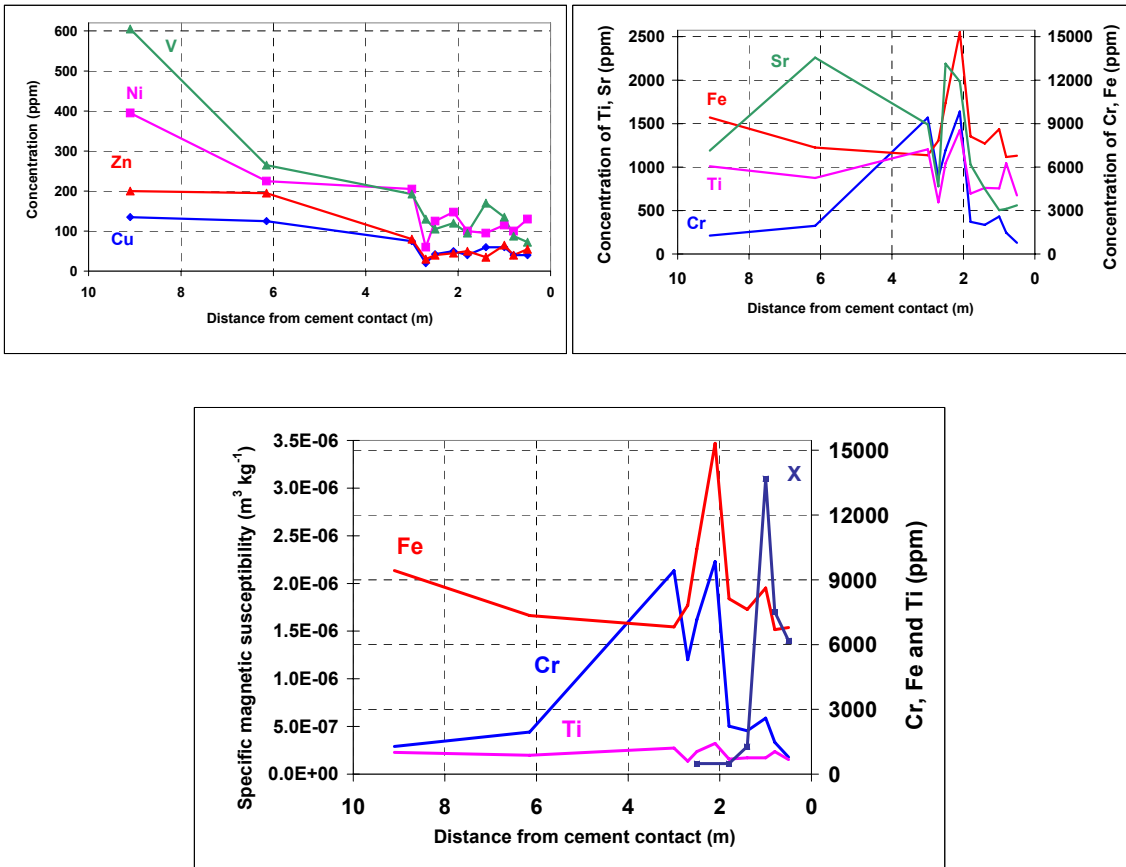 600
500
400
300
200
100
0
Concentration (ppm)
V
Ni
Zn
Cu
10 8 6 4 2 0
Distance from cement contact (m)
2500
2000
1500
1000
500
0
Concentration of Ti, Sr (ppm)
15000
12000
9000
6000
3000
0
Concentration of Cr, Fe (ppm)
Sr
Fe
Ti
Cr
10 8 6 4 2 0
Distance from cement contact (m)
3.5E-06
3.0E-06
2.5E-06
2.0E-06
1.5E-06
1.0E-06
5.0E-07
0.0E+00
Specific magnetic susceptibility (m³ kg⁻¹)
15000
12000
9000
6000
3000
0
Cr, Fe and Ti (ppm)
X
Fe
Cr
Ti
10 8 6 4 2 0
Distance from cement contact (m)